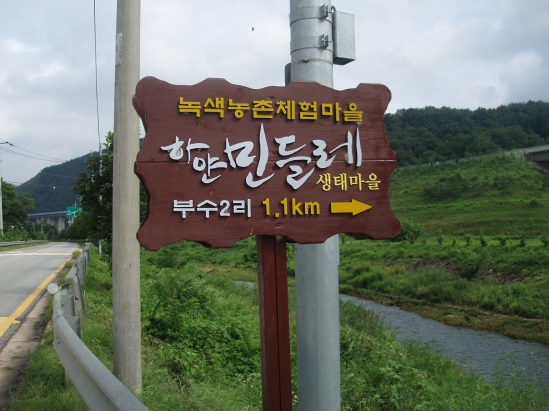 녹색농촌체험마을
하얀민들레
생태마을
부수2리 1.1km